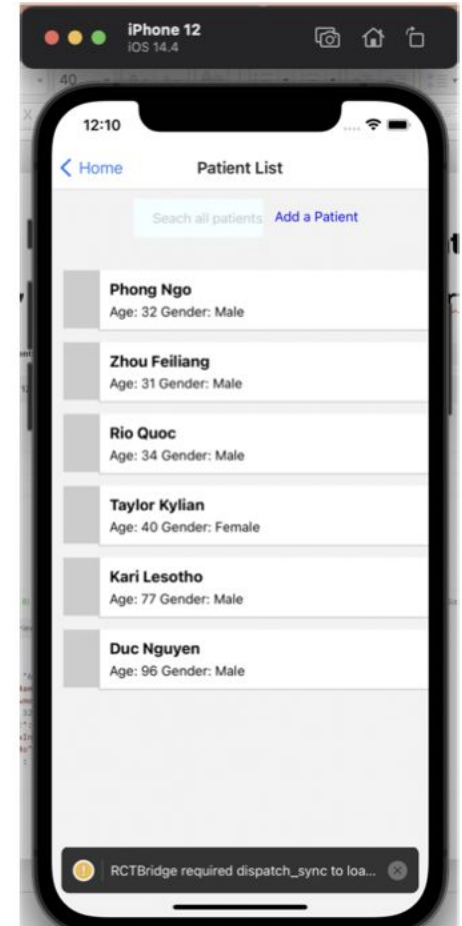 iPhone 12
iOS 14.4
40
12:10
Home
Patient List
Seach all patients
Add a Patient
Phong Ngo
Age: 32 Gender: Male
Zhou Feiliang
Age: 31 Gender: Male
Rio Quoc
Age: 34 Gender: Male
Taylor Kylian
Age: 40 Gender: Female
Kari Lesotho
Age: 77 Gender: Male
Duc Nguyen
Age: 96 Gender: Male
RCTBridge required dispatch_sync to loa...